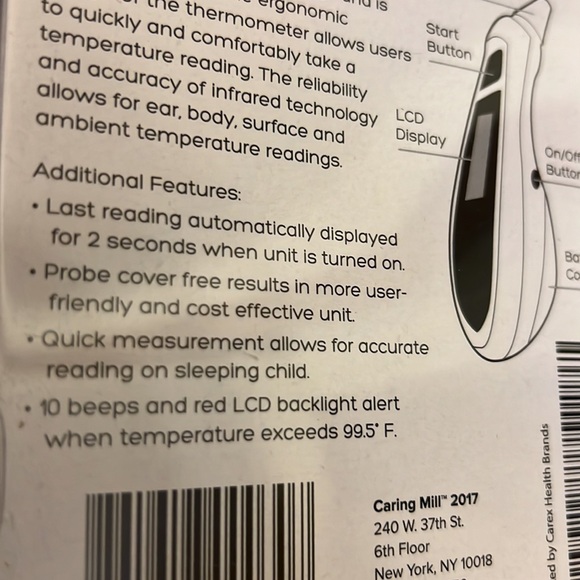 ergonomic
the thermometer allows users
to quickly and comfortably take a
temperature reading. The reliability
and accuracy of infrared technology
allows for ear, body, surface and
ambient temperature readings.
Additional Features:
• Last reading automatically displayed
for 2 seconds when unit is turned on.
• Probe cover free results in more user-
friendly and cost effective unit.
• Quick measurement allows for accurate
reading on sleeping child.
• 10 beeps and red LCD backlight alert
when temperature exceeds 99.5° F.
Start
Button
LCD
Display
On/Off
Button
Caring Mill™ 2017
240 W. 37th St.
6th Floor
New York, NY 10018
by Carex Health Brands